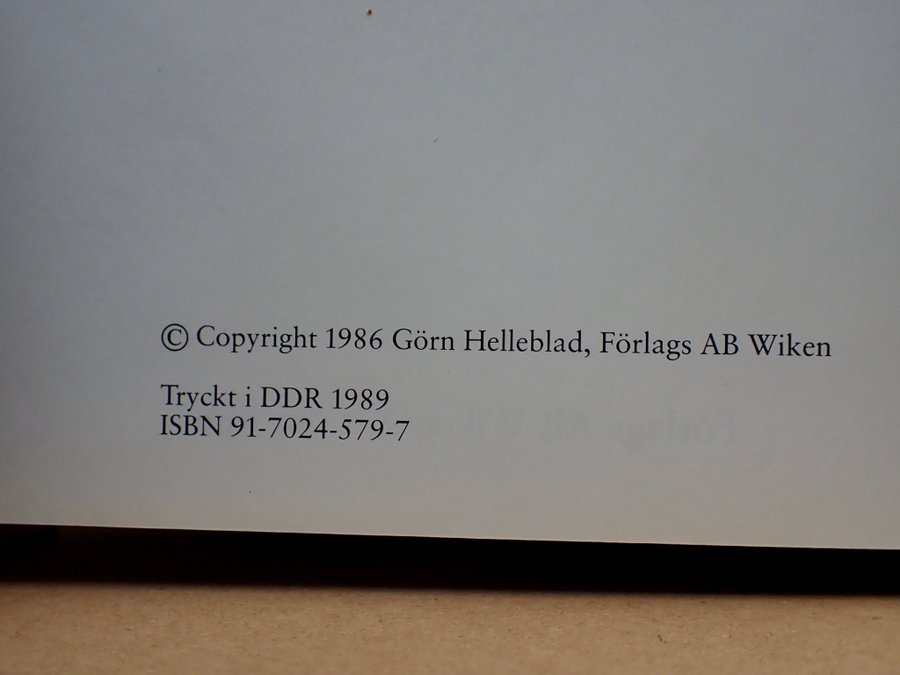 © Copyright 1986 Görn Helleblad, Förlags AB Wiken
Tryckt i DDR 1989
ISBN 91-7024-579-7